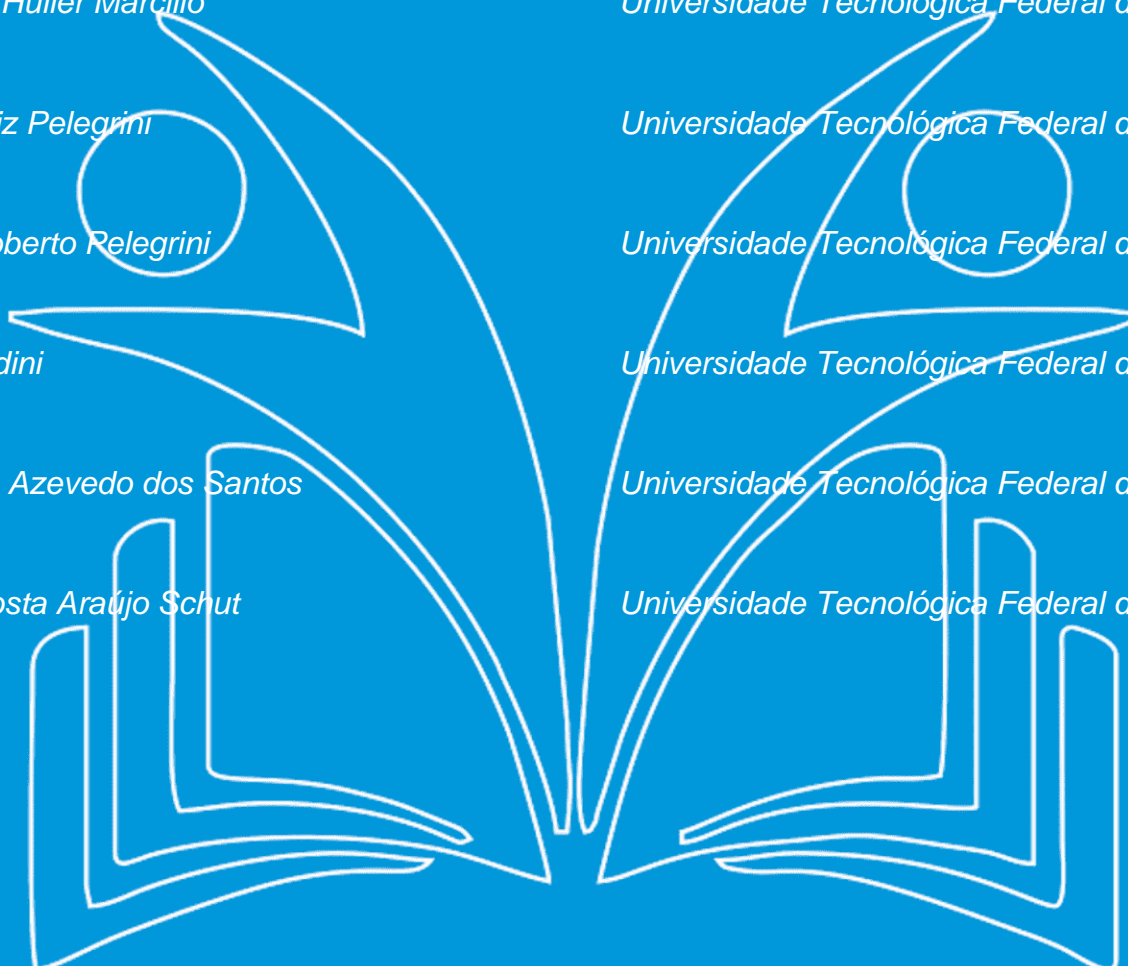 Huller Marcílio Universidade Tecnológica Federal d
iz Pelegrini Universidade Tecnológica Federal d
berto Pelegrini Universidade Tecnológica Federal d
dini Universidade Tecnológica Federal d
Azevedo dos Santos Universidade Tecnológica Federal d
osta Araújo Schut Universidade Tecnológica Federal d